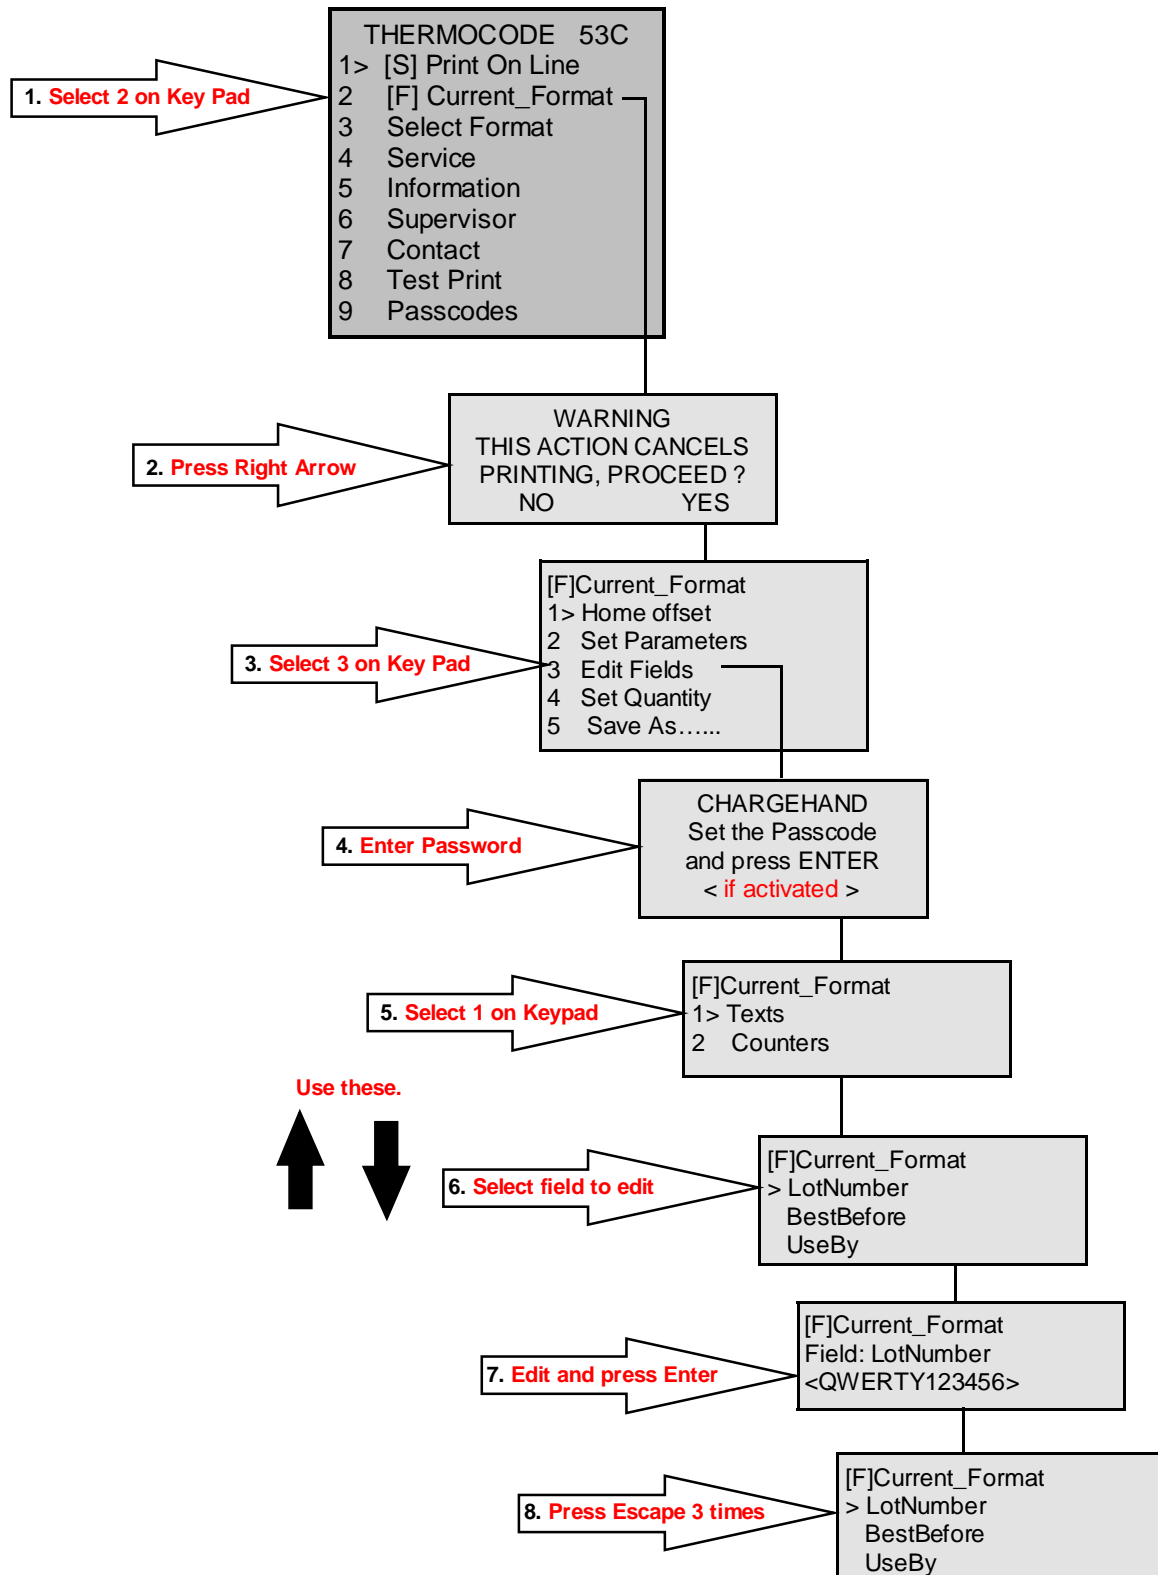 THERMOCODE 53C
1> [S] Print On Line
1. Select 2 on Key Pad
2 [F] Current_Format
3 Select Format
4 Service
5 Information
6 Supervisor
7 Contact
8 Test Print
9 Passcodes
2. Press Right Arrow
WARNING
THIS ACTION CANCELS
PRINTING, PROCEED ?
NO YES
3. Select 3 on Key Pad
[F]Current_Format
1> Home offset
2 Set Parameters
3 Edit Fields
4 Set Quantity
5 Save As…...
4. Enter Password
CHARGEHAND
Set the Passcode
and press ENTER
< if activated >
5. Select 1 on Keypad
[F]Current_Format
1> Texts
2 Counters
Use these.
6. Select field to edit
[F]Current_Format
> LotNumber
BestBefore
UseBy
7. Edit and press Enter
[F]Current_Format
Field: LotNumber
<QWERTY123456>
8. Press Escape 3 times
[F]Current_Format
> LotNumber
BestBefore
UseBy